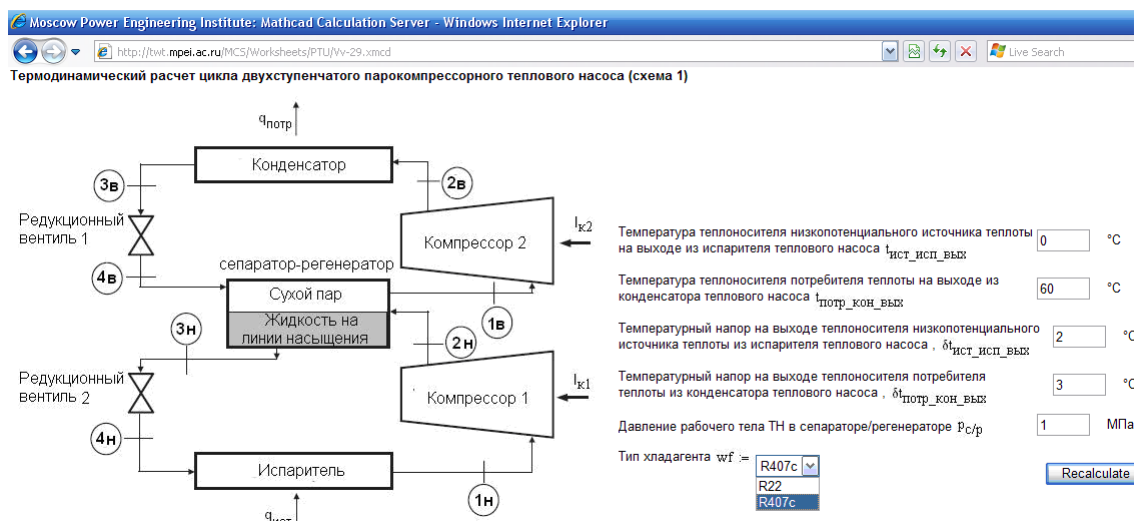 Moscow Power Engineering Institute: Mathcad Calculation Server - Windows Internet Explorer
http://twt.mpei.ac.ru/MCS/Worksheets/PTU/Vv-29.xmcd
Live Search
Термодинамический расчет цикла двухступенчатого парокомпрессорного теплового насоса (схема 1)
qпотр
Конденсатор
3в
2в
Редукционный
вентиль 1
Компрессор 2
lк2
4в
сепаратор-регенератор
Сухой пар
Жидкость на
линии насыщения
1в
3н
2н
Редукционный
вентиль 2
Компрессор 1
lк1
4н
Испаритель
1н
qист
Температура теплоносителя низкопотенциального источника теплоты
на выходе из испарителя теплового насоса tист_исп_вых
0 °C
Температура теплоносителя потребителя теплоты на выходе из
конденсатора теплового насоса tпотр_кон_вых
60 °C
Температурный напор на выходе теплоносителя низкопотенциального
источника теплоты из испарителя теплового насоса , δtист_исп_вых
2 °C
Температурный напор на выходе теплоносителя потребителя
теплоты из конденсатора теплового насоса , δtпотр_кон_вых
3 °C
Давление рабочего тела ТН в сепараторе/регенераторе pс/р
1 МПа
Тип хладагента wf :=
R407c
R22
R407c
Recalculate